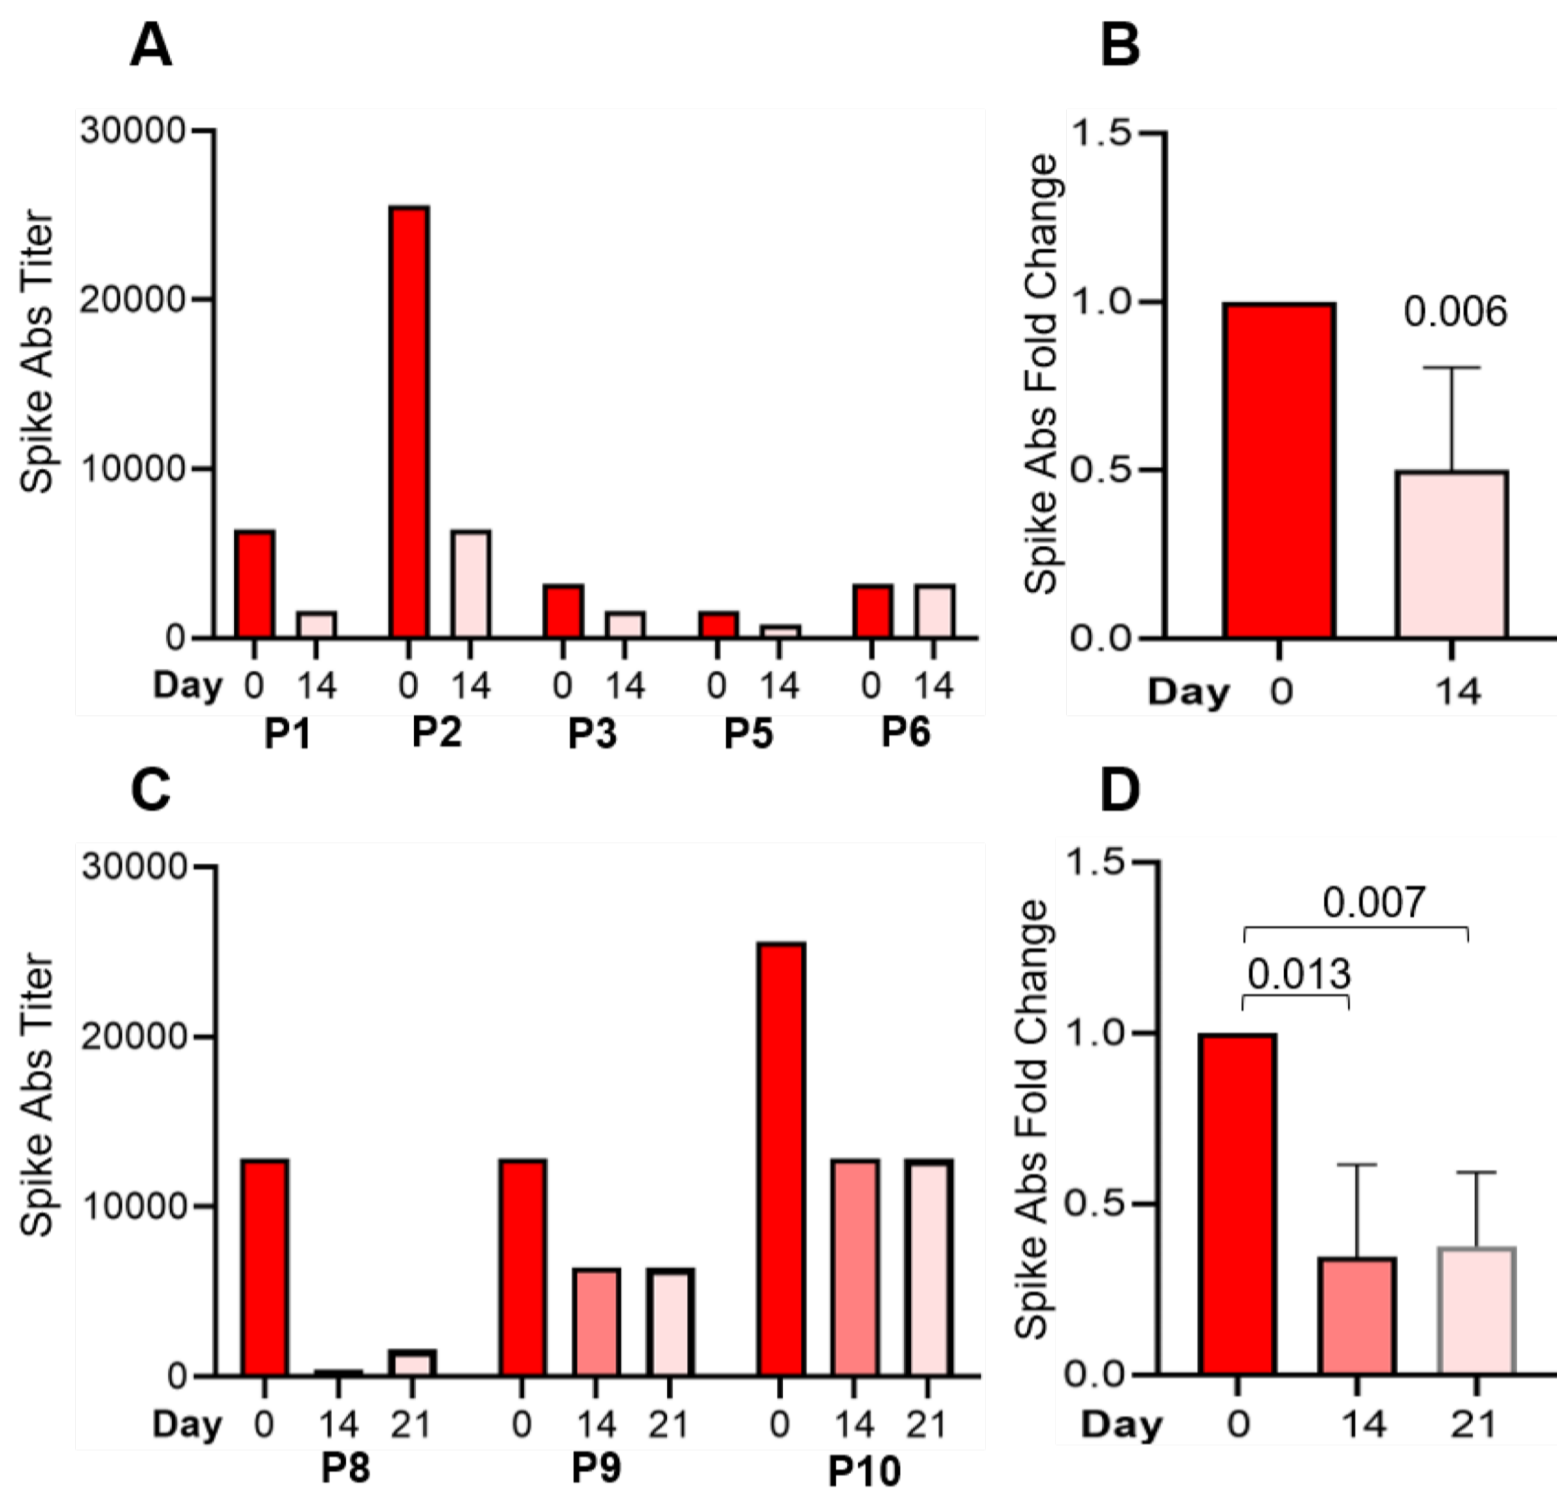 A
Spike Abs Titer
30000
20000
10000
0
Day 0 14 0 14 0 14 0 14 0 14
P1 P2 P3 P5 P6
B
Spike Abs Fold Change
1.5
1.0
0.5
0.0
0.006
Day 0 14
C
Spike Abs Titer
30000
20000
10000
0
Day 0 14 21 0 14 21 0 14 21
P8 P9 P10
D
Spike Abs Fold Change
1.5
1.0
0.5
0.0
0.007
0.013
Day 0 14 21